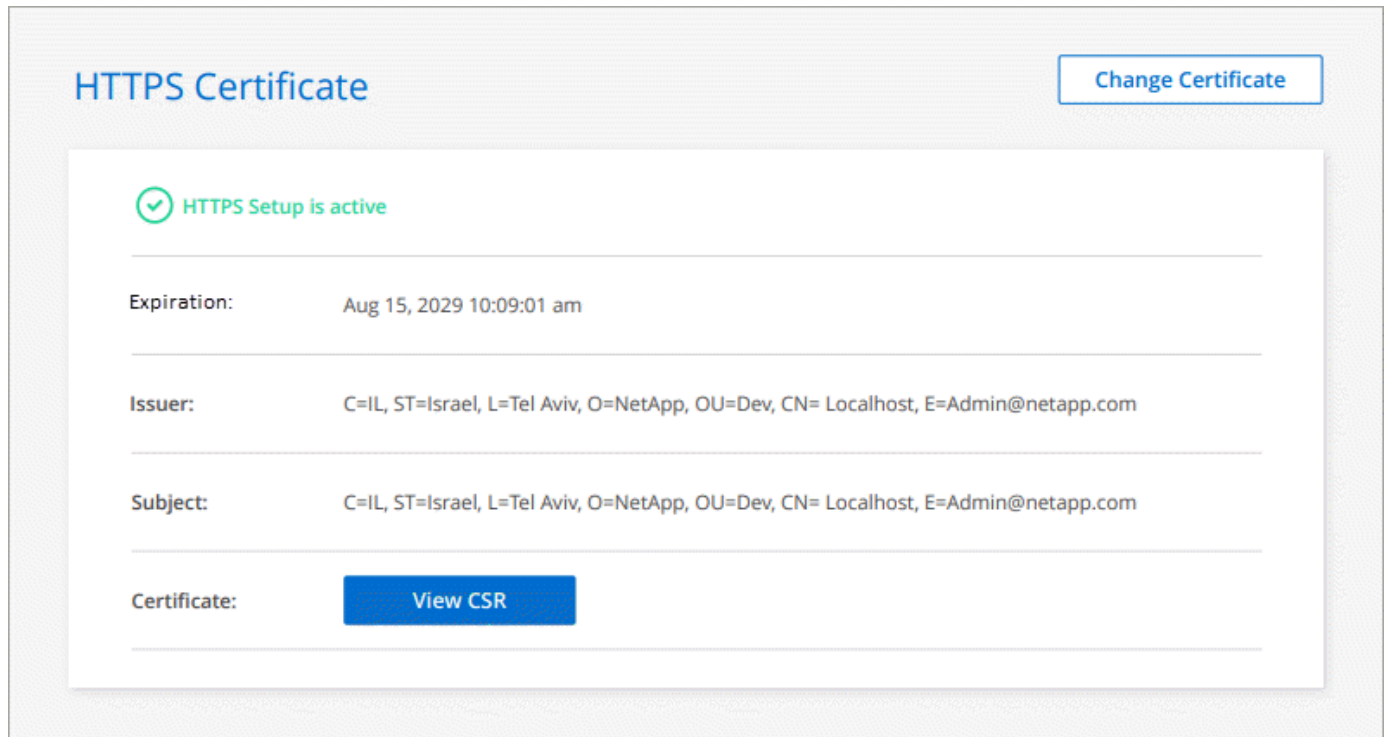 HTTPS Certificate
Change Certificate
HTTPS Setup is active
Expiration: Aug 15, 2029 10:09:01 am
Issuer: C=IL, ST=Israel, L=Tel Aviv, O=NetApp, OU=Dev, CN= Localhost, E=Admin@netapp.com
Subject: C=IL, ST=Israel, L=Tel Aviv, O=NetApp, OU=Dev, CN= Localhost, E=Admin@netapp.com
Certificate: View CSR